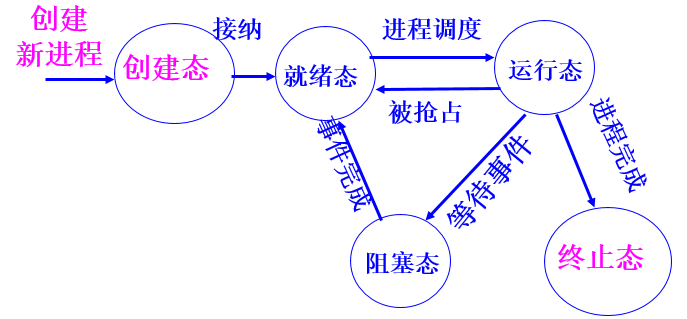 创建
新进程
创建态
接纳
就绪态
进程调度
被抢占
运行态
事件完成
等待事件
进程完成
阻塞态
终止态